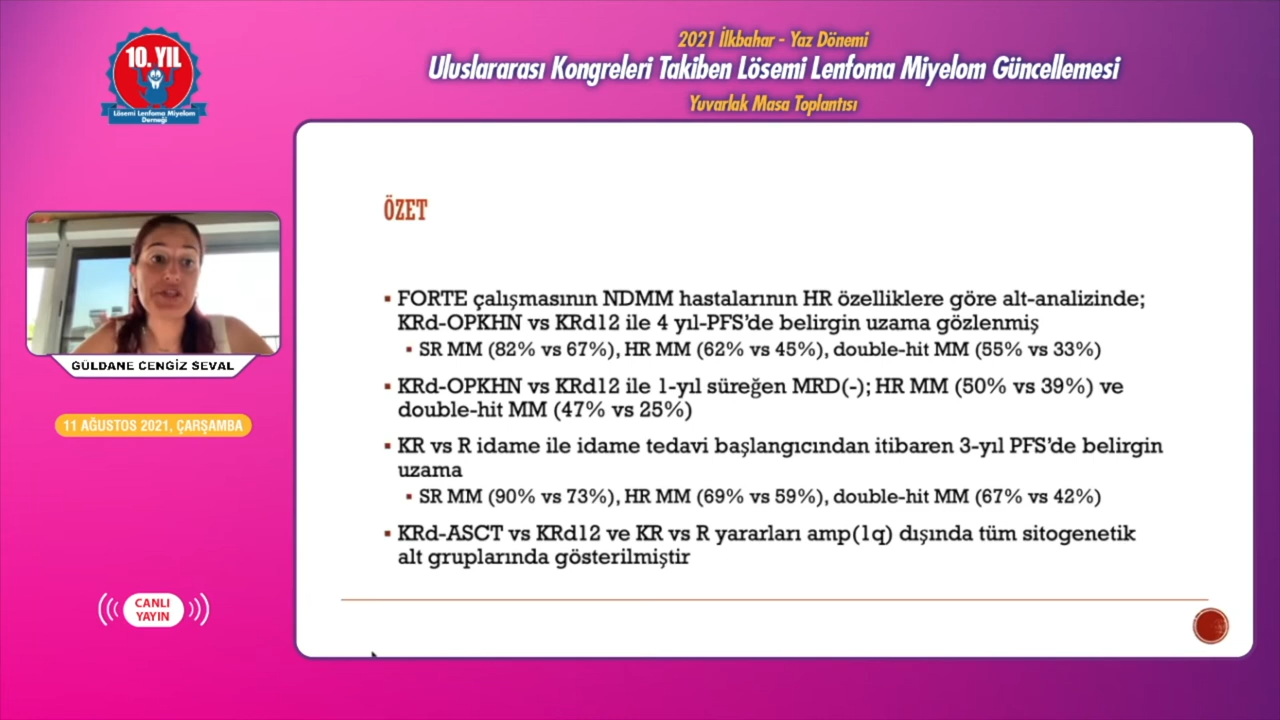 10. YIL
Lösemi Lenfoma Miyelom
Derneği
2021 İlkbahar - Yaz Dönemi
Uluslararası Kongreleri Takiben Lösemi Lenfoma Miyelom Güncellemesi
Yuvarlak Masa Toplantısı
GÜLDANE CENGİZ SEVAL
11 AĞUSTOS 2021, ÇARŞAMBA
CANLI
YAYIN
ÖZET
▪ FORTE çalışmasının NDMM hastalarının HR özelliklere göre alt-analizinde;
KRd-OPKHN vs KRd12 ile 4 yıl-PFS’de belirgin uzama gözlenmiş
▪ SR MM (82% vs 67%), HR MM (62% vs 45%), double-hit MM (55% vs 33%)
▪ KRd-OPKHN vs KRd12 ile 1-yıl süreğen MRD(-); HR MM (50% vs 39%) ve
double-hit MM (47% vs 25%)
▪ KR vs R idame ile idame tedavi başlangıcından itibaren 3-yıl PFS’de belirgin
uzama
▪ SR MM (90% vs 73%), HR MM (69% vs 59%), double-hit MM (67% vs 42%)
▪ KRd-ASCT vs KRd12 ve KR vs R yararları amp(1q) dışında tüm sitogenetik
alt gruplarında gösterilmiştir